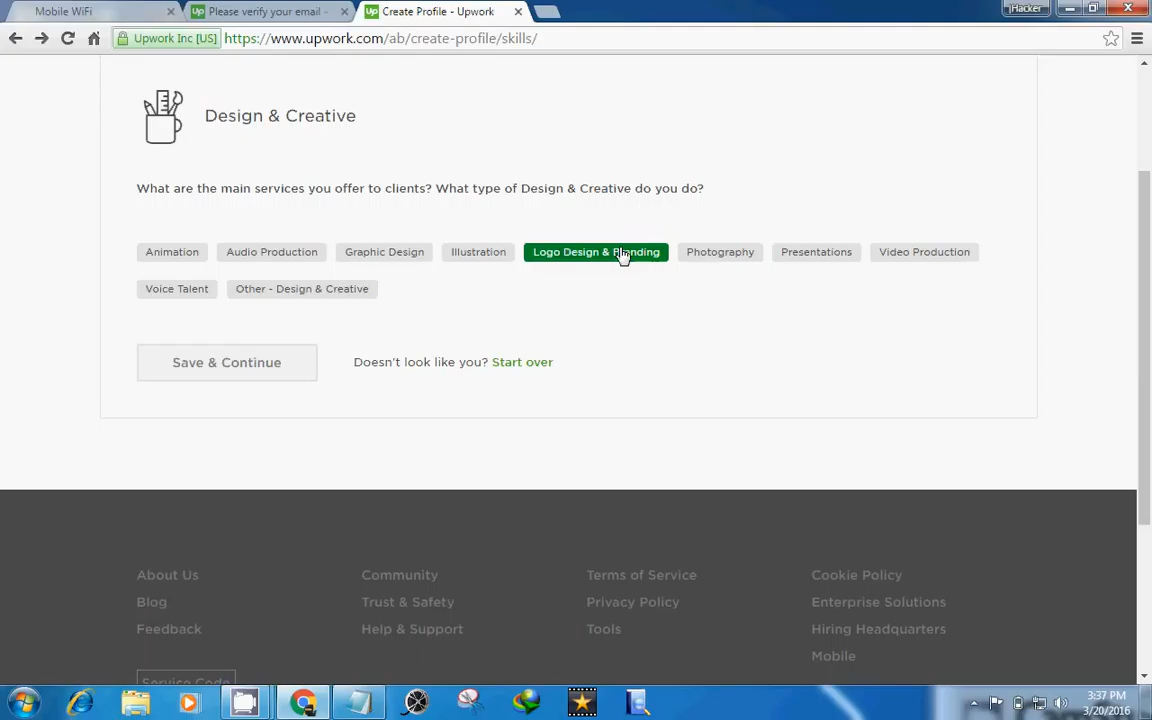 Mobile WiFi
Please verify your email -
Create Profile - Upwork
Hacker
Upwork Inc [US]
https://www.upwork.com/ab/create-profile/skills/
Design & Creative
What are the main services you offer to clients? What type of Design & Creative do you do?
Animation Audio Production Graphic Design Illustration Logo Design & Branding Photography Presentations Video Production
Voice Talent Other - Design & Creative
Save & Continue Doesn't look like you? Start over
About Us Community Terms of Service Cookie Policy
Blog Trust & Safety Privacy Policy Enterprise Solutions
Feedback Help & Support Tools Hiring Headquarters
Mobile
Service Code
3:37 PM
3/20/2016